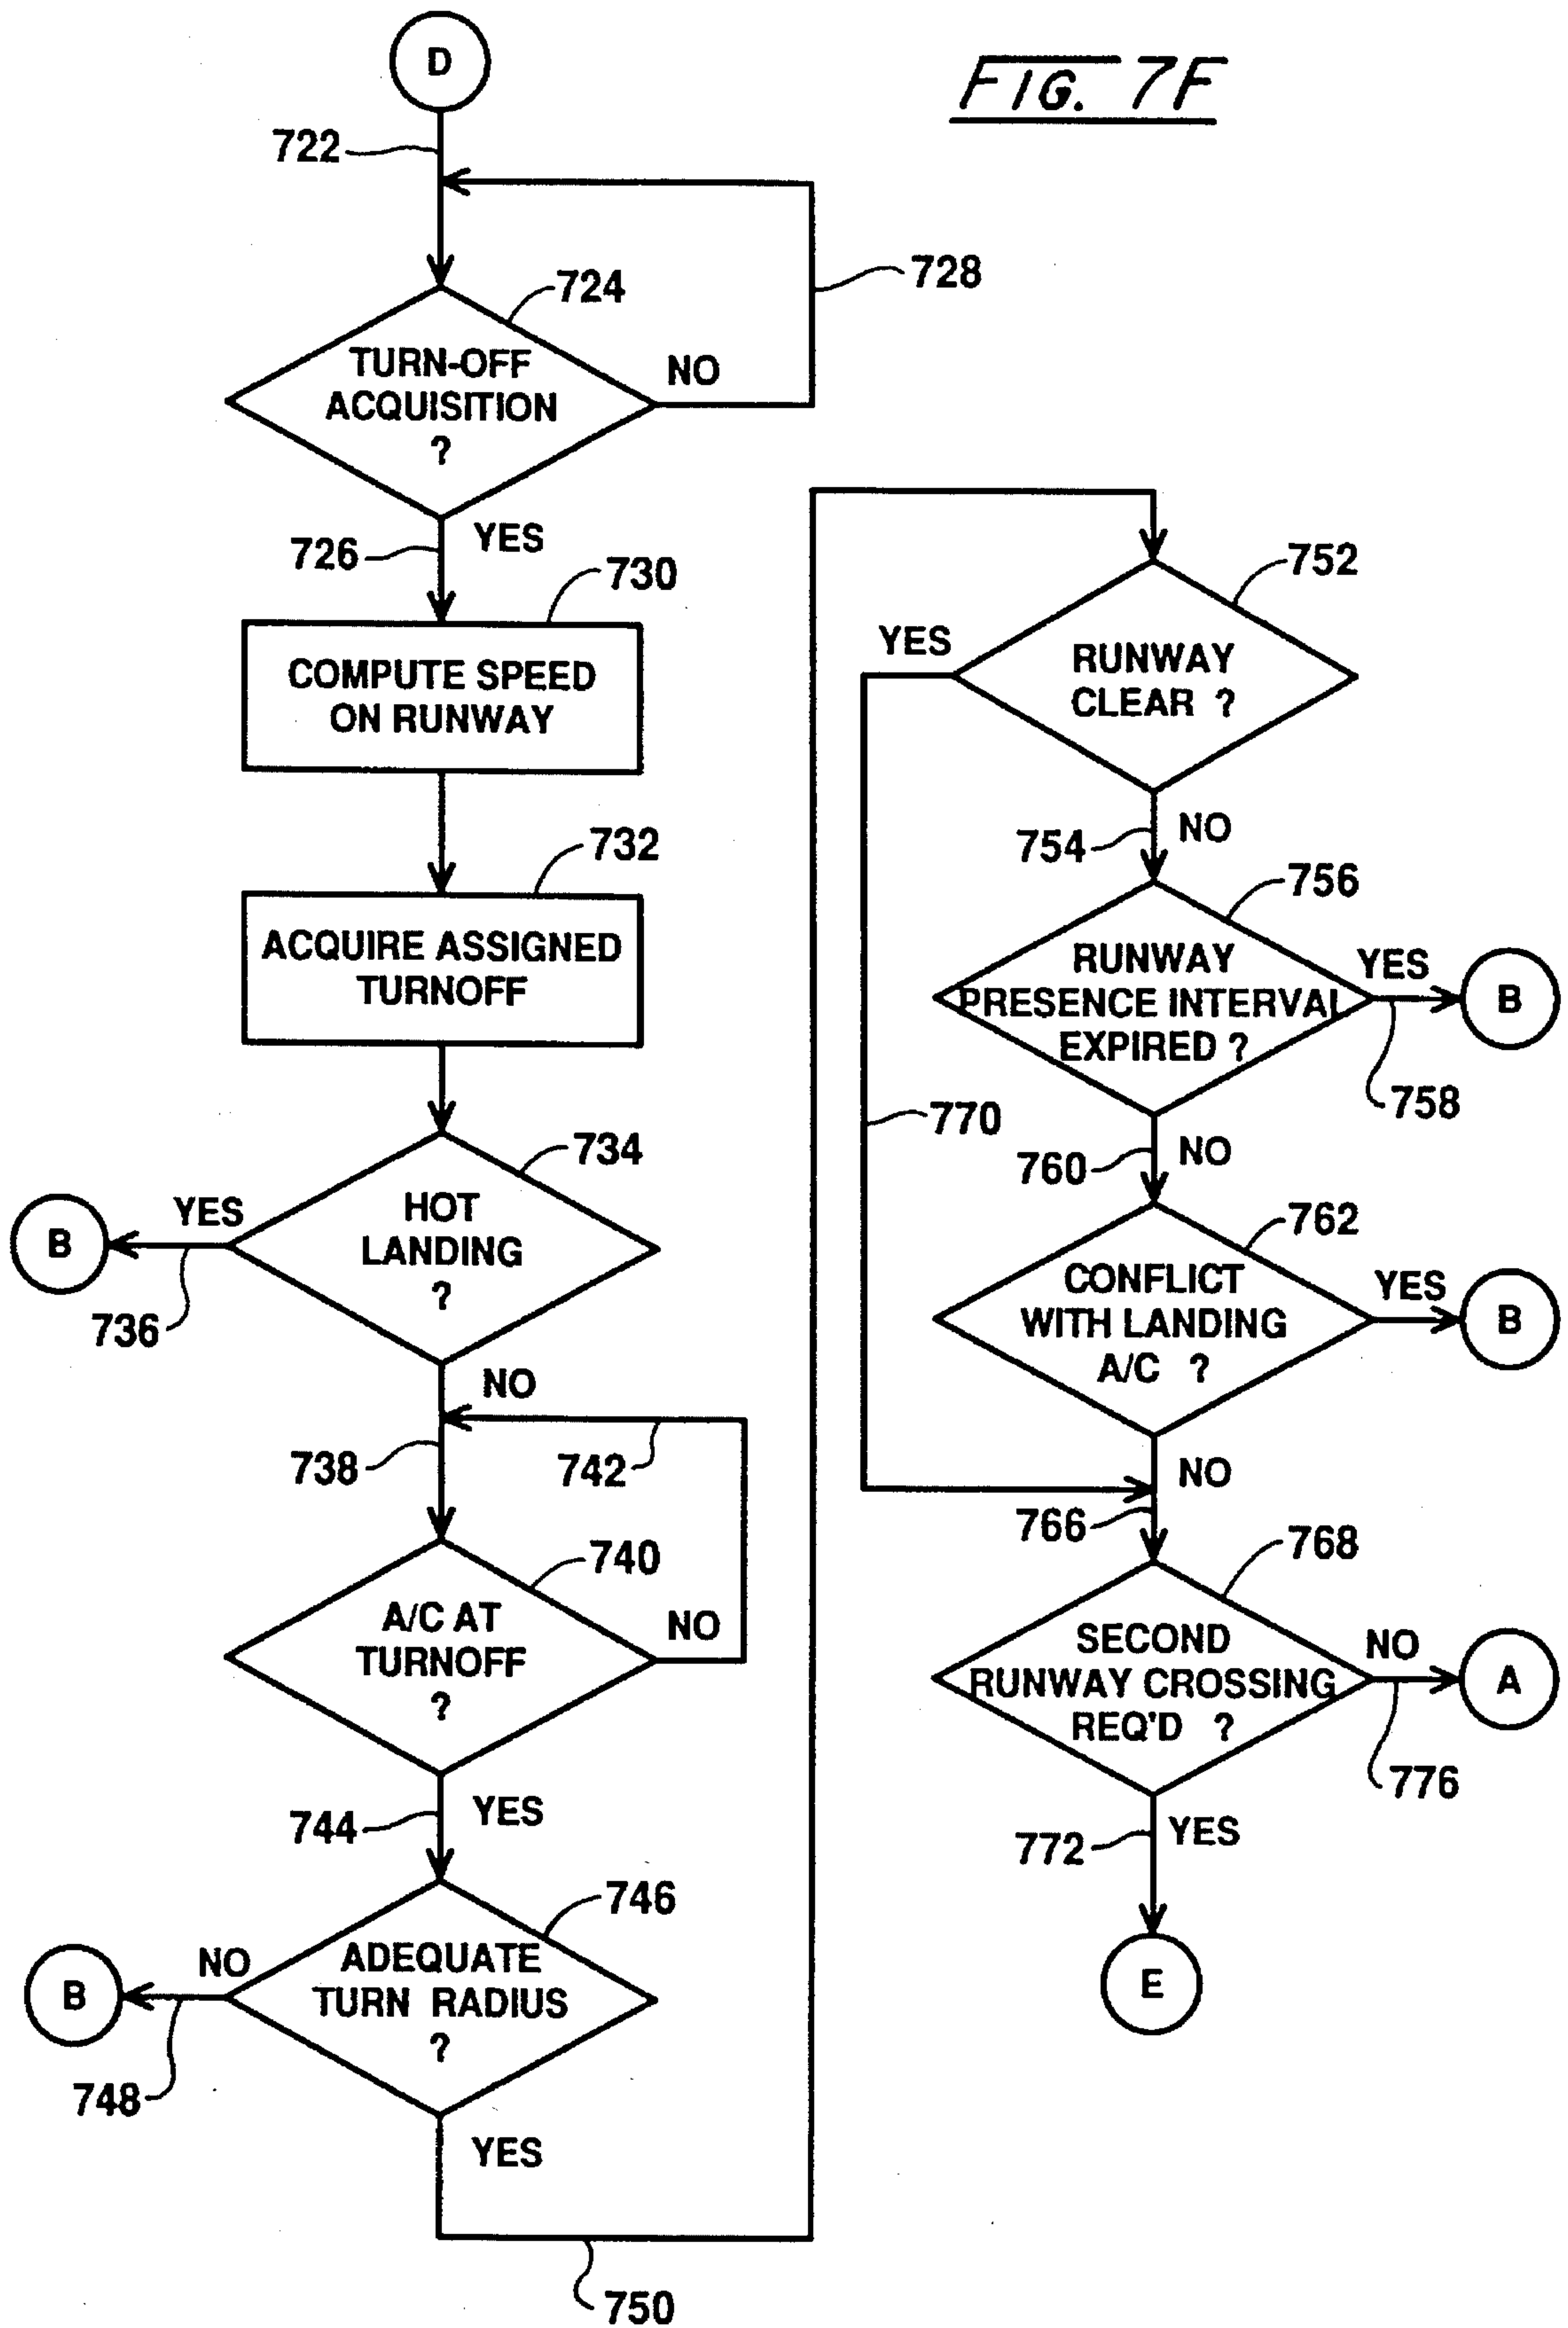 D
FIG. 7F
722
728
724
TURN-OFF
ACQUISITION
?
NO
YES
726
730
COMPUTE SPEED
ON RUNWAY
732
ACQUIRE ASSIGNED
TURNOFF
734
HOT
LANDING
?
YES
B
736
NO
738
742
740
A/C AT
TURNOFF
?
NO
744
YES
746
ADEQUATE
TURN RADIUS
?
NO
B
748
YES
750
752
RUNWAY
CLEAR ?
YES
754
NO
756
RUNWAY
PRESENCE INTERVAL
EXPIRED ?
YES
B
758
770
760
NO
762
CONFLICT
WITH LANDING
A/C ?
YES
B
NO
766
768
SECOND
RUNWAY CROSSING
REQ'D ?
NO
A
776
772
YES
E